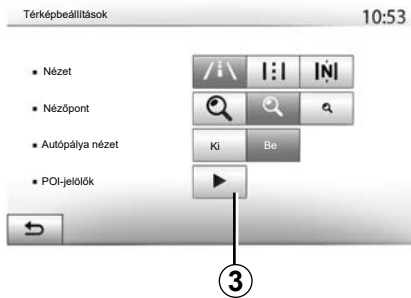 Térképbeállítások 10:53
Nézet N
Nézőpont
Autópálya nézet Ki Be
POI-jelölők
3